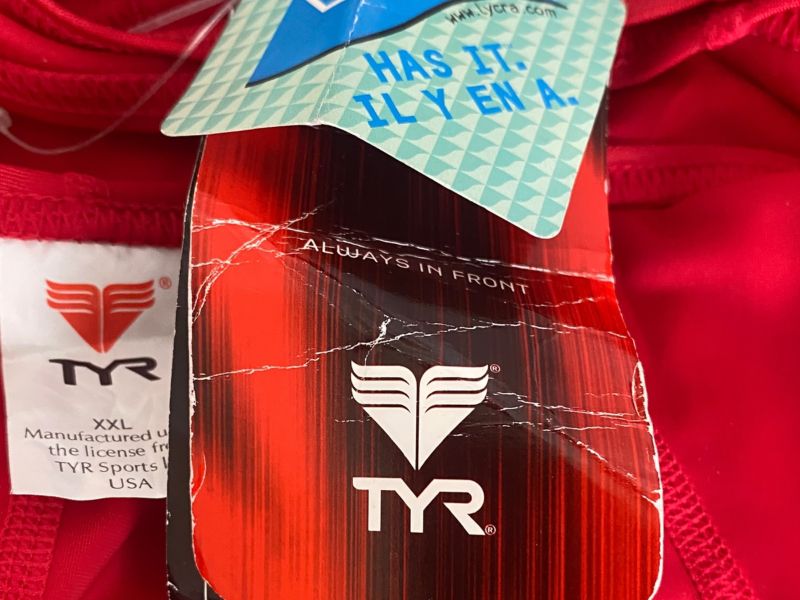 www.lycra.com
HAS IT.
IL Y EN A.
ALWAYS IN FRONT
TYR®
®
TYR
XXL
Manufactured u
the license fr
TYR Sports
USA
®